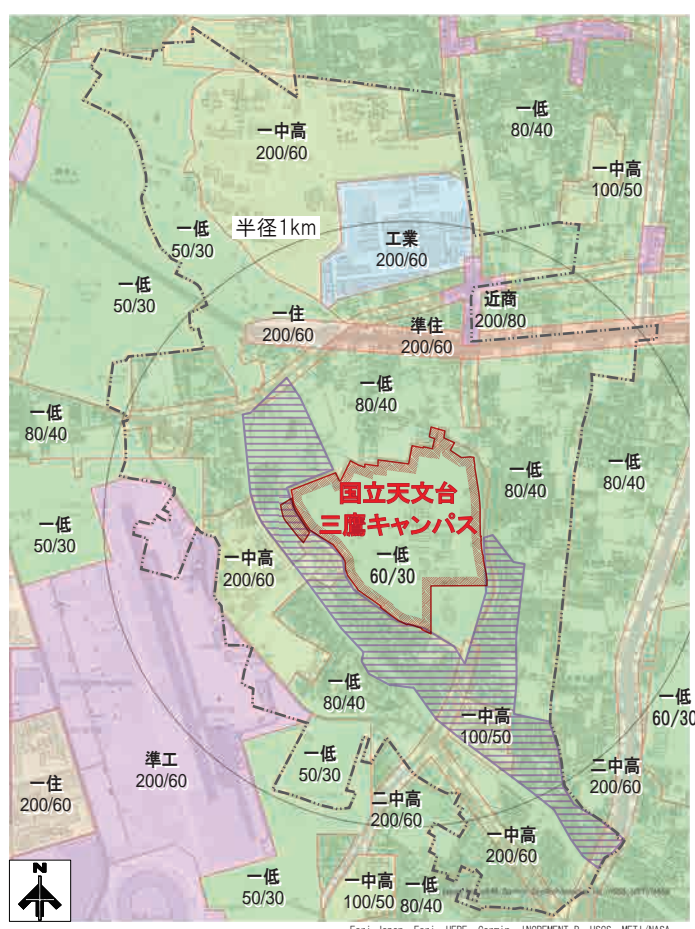 一低
80/40
一中高
200/60
一中高
100/50
半径1km
一低
50/30
工業
200/60
一低
50/30
近商
200/80
一住
200/60
準住
200/60
一低
80/40
一低
80/40
一低
80/40
一低
80/40
国立天文台
三鷹キャンパス
一低
60/30
一低
50/30
一中高
200/60
一低
80/40
一低
60/30
一中高
100/50
準工
200/60
一低
50/30
二中高
200/60
一住
200/60
二中高
200/60
一中高
200/60
N
一低
50/30
一中高
100/50
一低
80/40